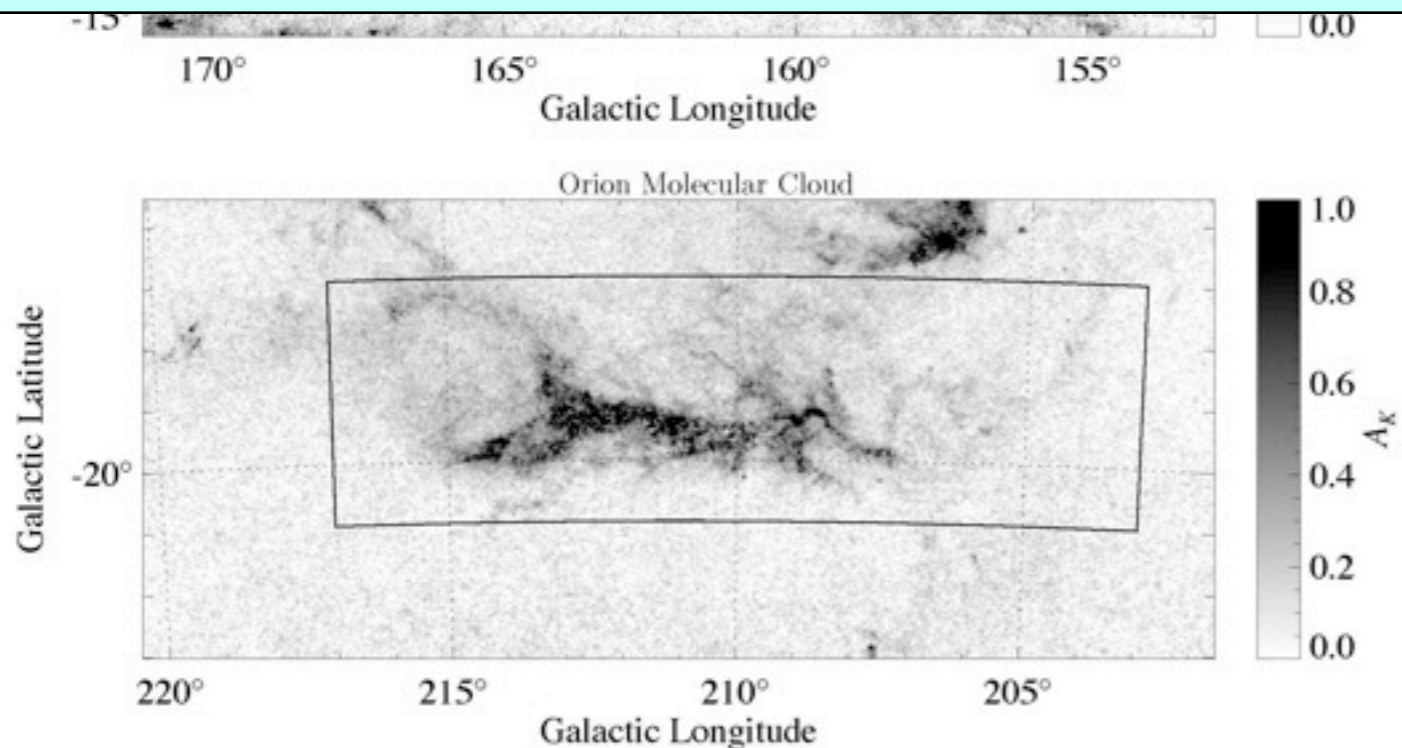 -15°
0.0
170° 165° 160° 155°
Galactic Longitude
Orion Molecular Cloud
1.0
0.8
0.6
0.4
0.2
0.0
A_K
Galactic Latitude
-20°
220° 215° 210° 205°
Galactic Longitude